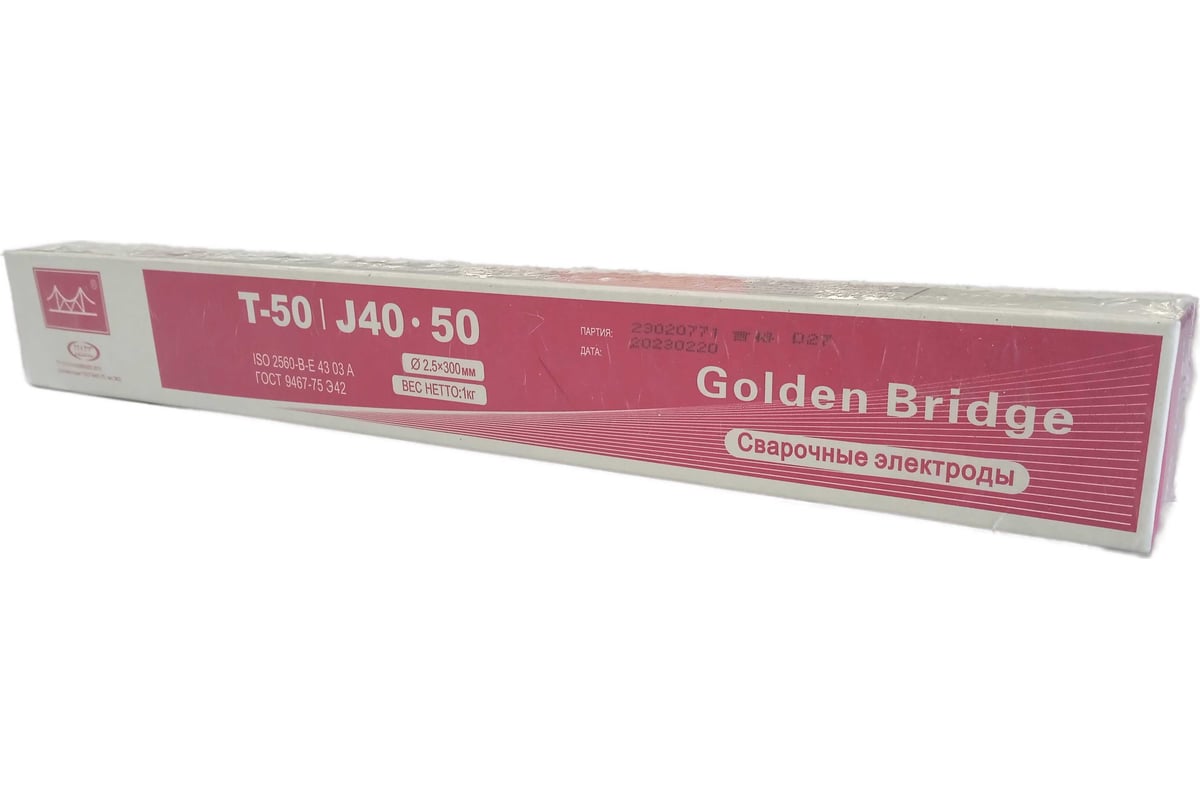 ®
T-50 | J40·50
ISO 2560-B-E 43 03 A
ГОСТ 9467-75 Э42
Ø 2.5×300мм
ВЕС НЕТТО:1кг
ПАРТИЯ: 23020771 D27
ДАТА: 20230220
Golden Bridge
Сварочные электроды